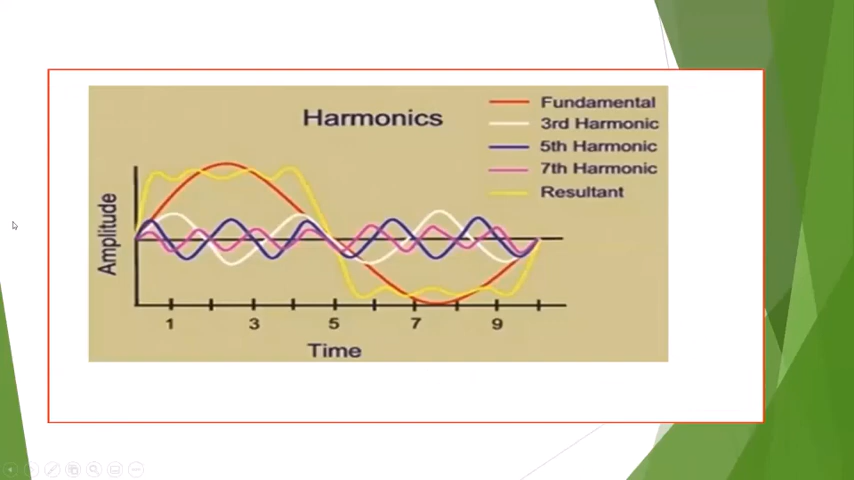 Harmonics
Fundamental
3rd Harmonic
5th Harmonic
7th Harmonic
Resultant
Amplitude
1 3 5 7 9
Time